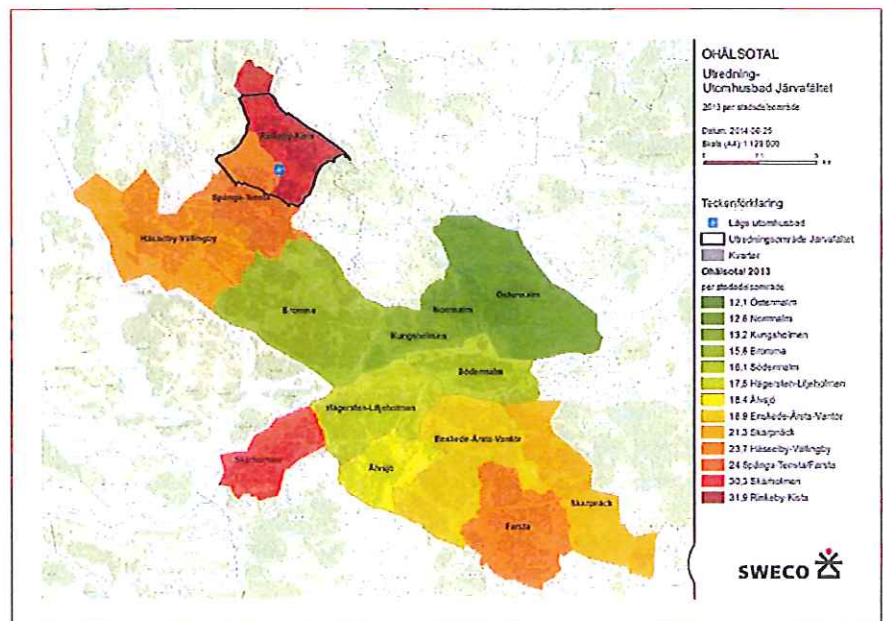 OHÄLSOTAL
Utredning-
Utomhusbad Järvafältet
2013 per stadsdelsområde
Datum: 2014-06-25
Teckenförklaring
Läge utomhusbad
Utredningsområde Järvafältet
Kvarter
Ohälsotal 2013
per stadsdelsområde
12,1 Östermalm
12,6 Norrmalm
13,2 Kungsholmen
15,6 Bromma
16,1 Södermalm
17,5 Hägersten-Liljeholmen
18,4 Älvsjö
18,9 Enskede-Årsta-Vantör
21,3 Skarpnäck
23,7 Hässelby-Vällingby
24 Spånga-Tensta/Farsta
30,3 Skärholmen
31,9 Rinkeby-Kista
SWECO
Rinkeby-Kista
Spånga-Tensta
Hässelby-Vällingby
Bromma
Norrmalm
Östermalm
Kungsholmen
Södermalm
Hägersten-Liljeholmen
Enskede-Årsta-Vantör
Skärholmen
Älvsjö
Skarpnäck
Farsta